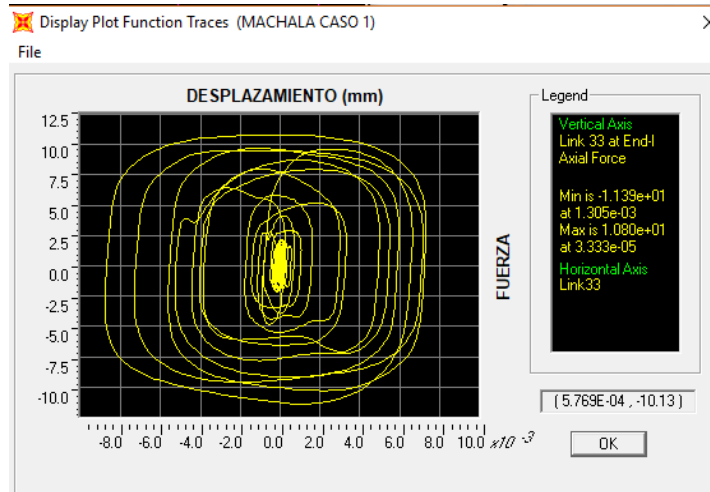 Display Plot Function Traces (MACHALA CASO 1)
File
DESPLAZAMIENTO (mm)
12.5
10.0
7.5
5.0
2.5
0.0
-2.5
-5.0
-7.5
-10.0
-8.0 -6.0 -4.0 -2.0 0.0 2.0 4.0 6.0 8.0 10.0 x10 -3
FUERZA
Legend
Vertical Axis
Link 33 at End-I
Axial Force
Min is -1.139e+01
at 1.305e-03
Max is 1.080e+01
at 3.333e-05
Horizontal Axis
Link33
( 5.769E-04 , -10.13 )
OK